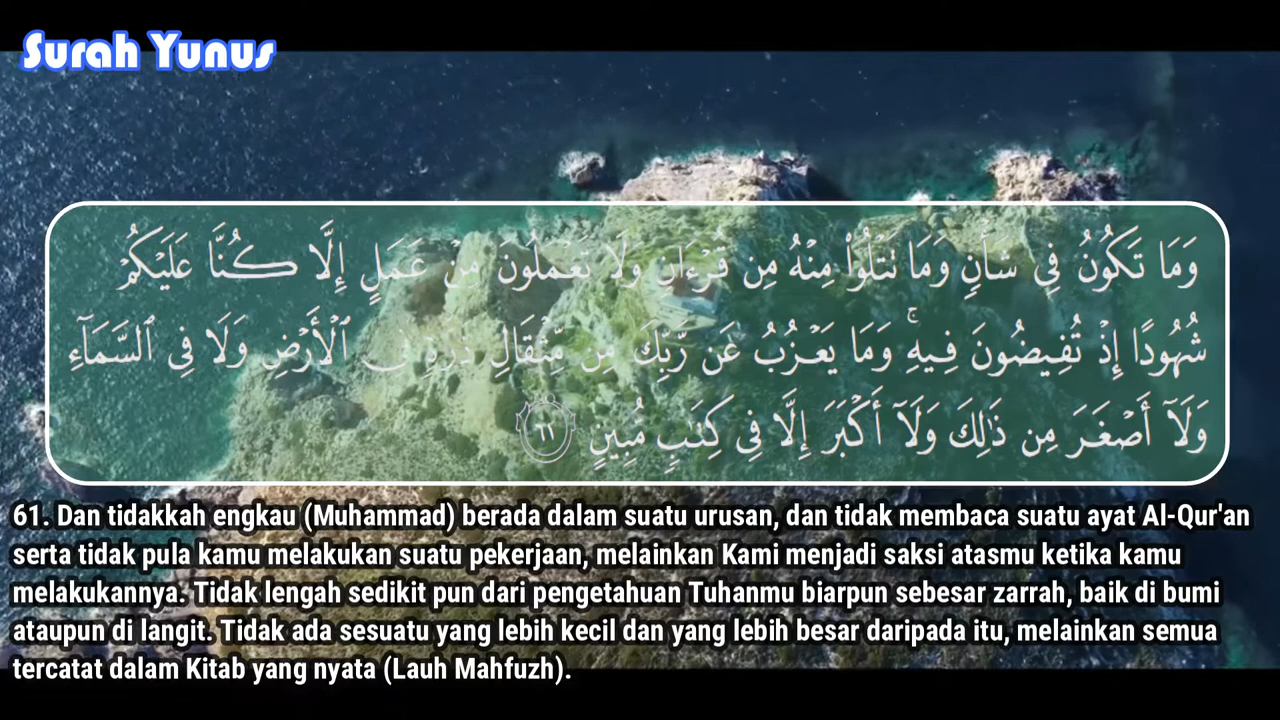 Surah Yunus
وَمَا تَكُونُ فِى شَأْنٍ وَمَا تَتْلُوا۟ مِنْهُ مِن قُرْءَانٍ وَلَا تَعْمَلُونَ مِنْ عَمَلٍ إِلَّا كُنَّا عَلَيْكُمْ
شُهُودًا إِذْ تُفِيضُونَ فِيهِ ۚ وَمَا يَعْزُبُ عَن رَّبِّكَ مِن مِّثْقَالِ ذَرَّةٍ فِى ٱلْأَرْضِ وَلَا فِى ٱلسَّمَآءِ
وَلَآ أَصْغَرَ مِن ذَٰلِكَ وَلَآ أَكْبَرَ إِلَّا فِى كِتَٰبٍ مُّبِينٍ ٦١
61. Dan tidakkah engkau (Muhammad) berada dalam suatu urusan, dan tidak membaca suatu ayat Al-Qur'an
serta tidak pula kamu melakukan suatu pekerjaan, melainkan Kami menjadi saksi atasmu ketika kamu
melakukannya. Tidak lengah sedikit pun dari pengetahuan Tuhanmu biarpun sebesar zarrah, baik di bumi
ataupun di langit. Tidak ada sesuatu yang lebih kecil dan yang lebih besar daripada itu, melainkan semua
tercatat dalam Kitab yang nyata (Lauh Mahfuzh).